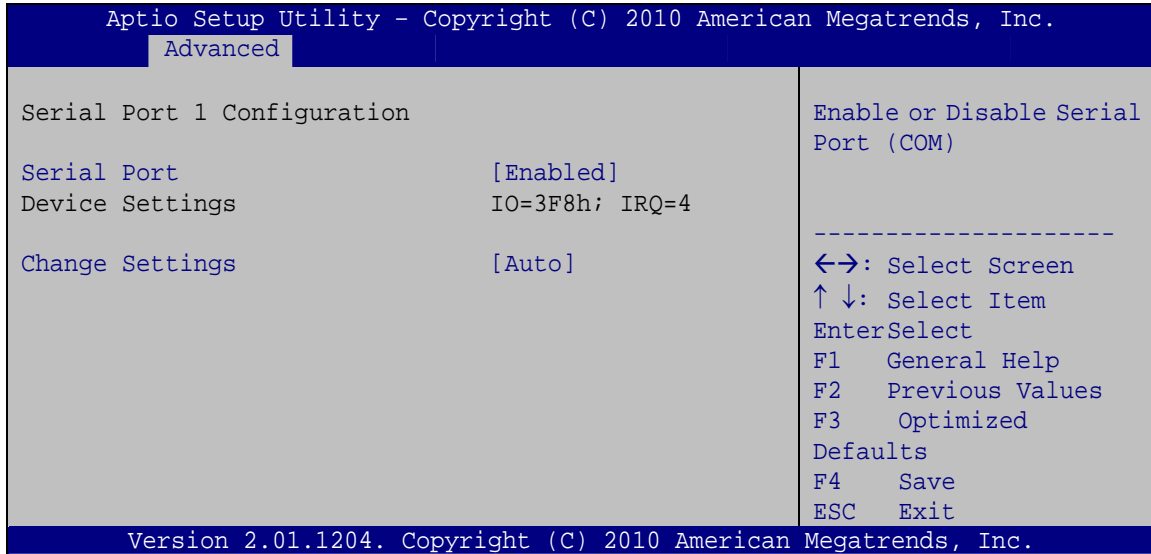 Aptio Setup Utility – Copyright (C) 2010 American Megatrends, Inc.
Advanced
Serial Port 1 Configuration
Serial Port [Enabled]
Device Settings IO=3F8h; IRQ=4
Change Settings [Auto]
Enable or Disable Serial
Port (COM)
---------------------
←→: Select Screen
↑ ↓: Select Item
EnterSelect
F1 General Help
F2 Previous Values
F3 Optimized
Defaults
F4 Save
ESC Exit
Version 2.01.1204. Copyright (C) 2010 American Megatrends, Inc.